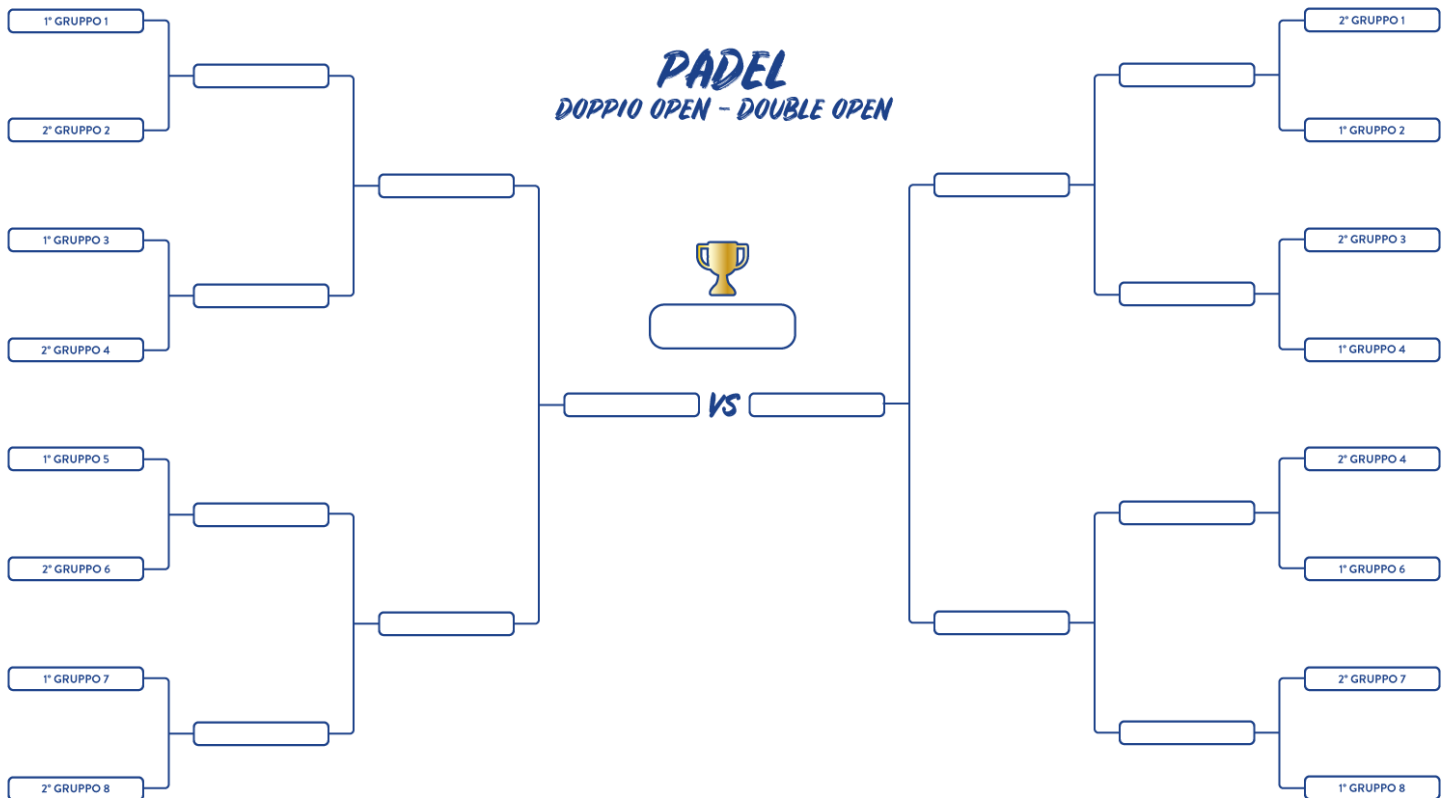 PADEL
DOPPIO OPEN - DOUBLE OPEN
1° GRUPPO 1
2° GRUPPO 2
1° GRUPPO 3
2° GRUPPO 4
1° GRUPPO 5
2° GRUPPO 6
1° GRUPPO 7
2° GRUPPO 8
VS
2° GRUPPO 1
1° GRUPPO 2
2° GRUPPO 3
1° GRUPPO 4
2° GRUPPO 4
1° GRUPPO 6
2° GRUPPO 7
1° GRUPPO 8